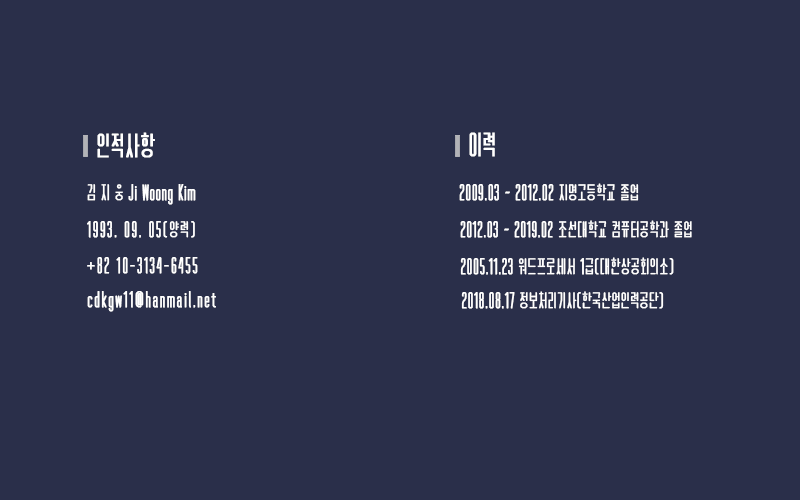 인적사항
김 지 웅 Ji Woong Kim
1993. 09. 05(양력)
+82 10-3134-6455
cdkgw11@hanmail.net
이력
2009.03 - 2012.02 지명고등학교 졸업
2012.03 - 2019.02 조선대학교 컴퓨터공학과 졸업
2005.11.23 워드프로세서 1급(대한상공회의소)
2018.08.17 정보처리기사(한국산업인력공단)